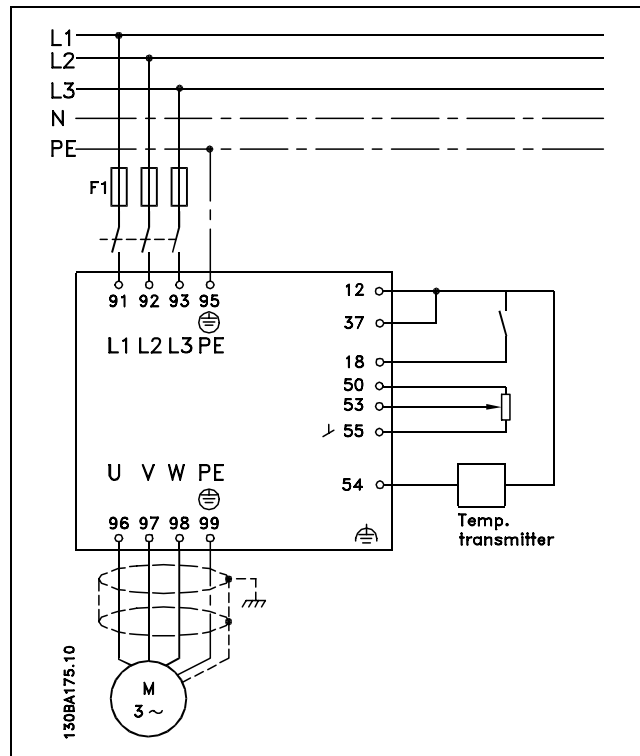 L1
L2
L3
N
PE
F1
91 92 93 95
L1 L2 L3 PE
12
37
18
50
53
55
54
Temp.
transmitter
U V W PE
96 97 98 99
M
3~
130BA175.10